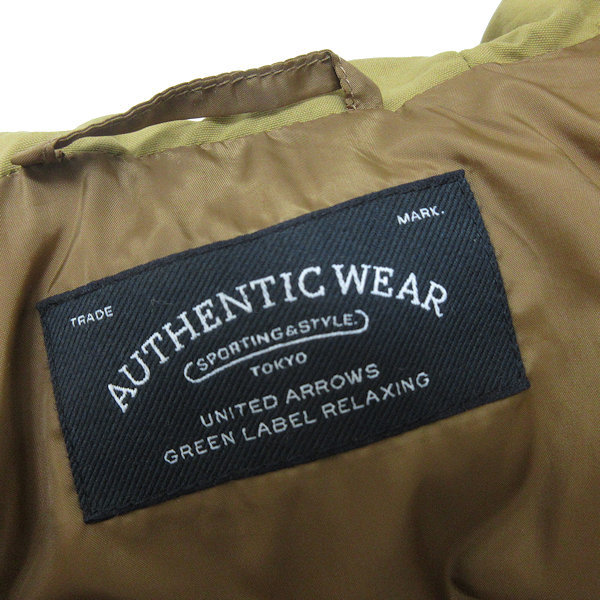 TRADE MARK.
AUTHENTIC WEAR
SPORTING & STYLE.
TOKYO
UNITED ARROWS
GREEN LABEL RELAXING